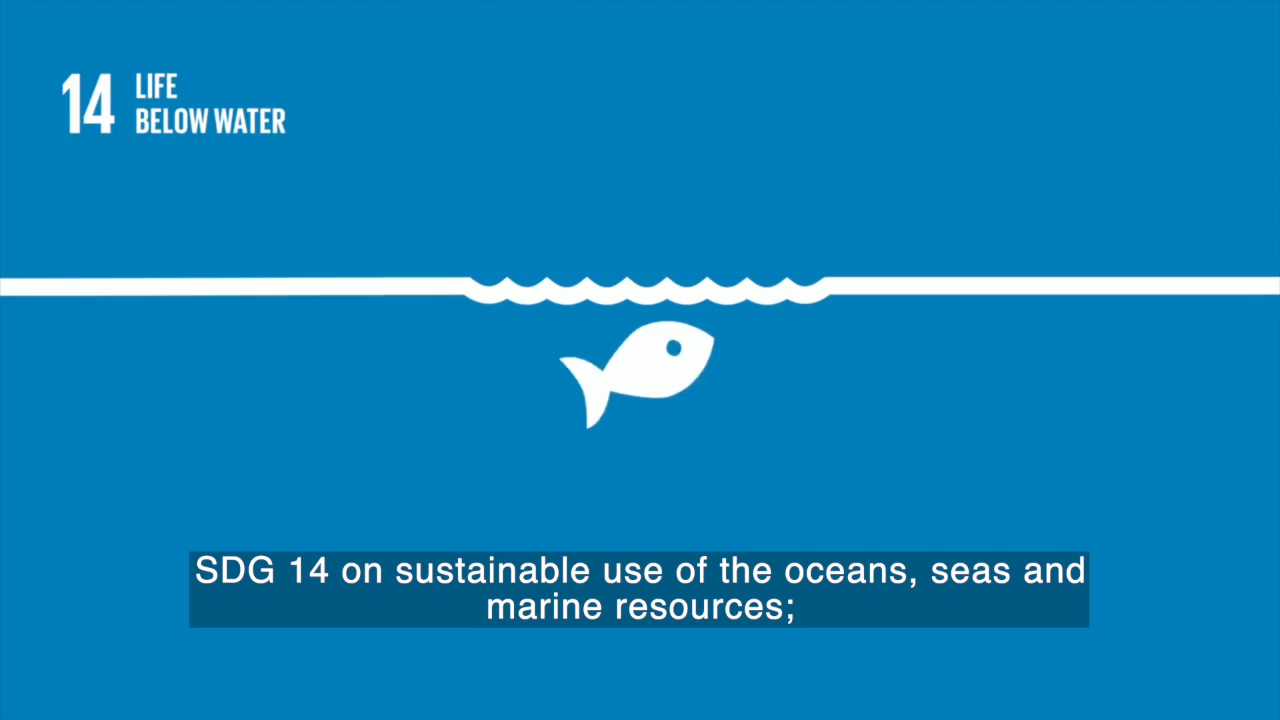 14 LIFE
BELOW WATER
SDG 14 on sustainable use of the oceans, seas and
marine resources;